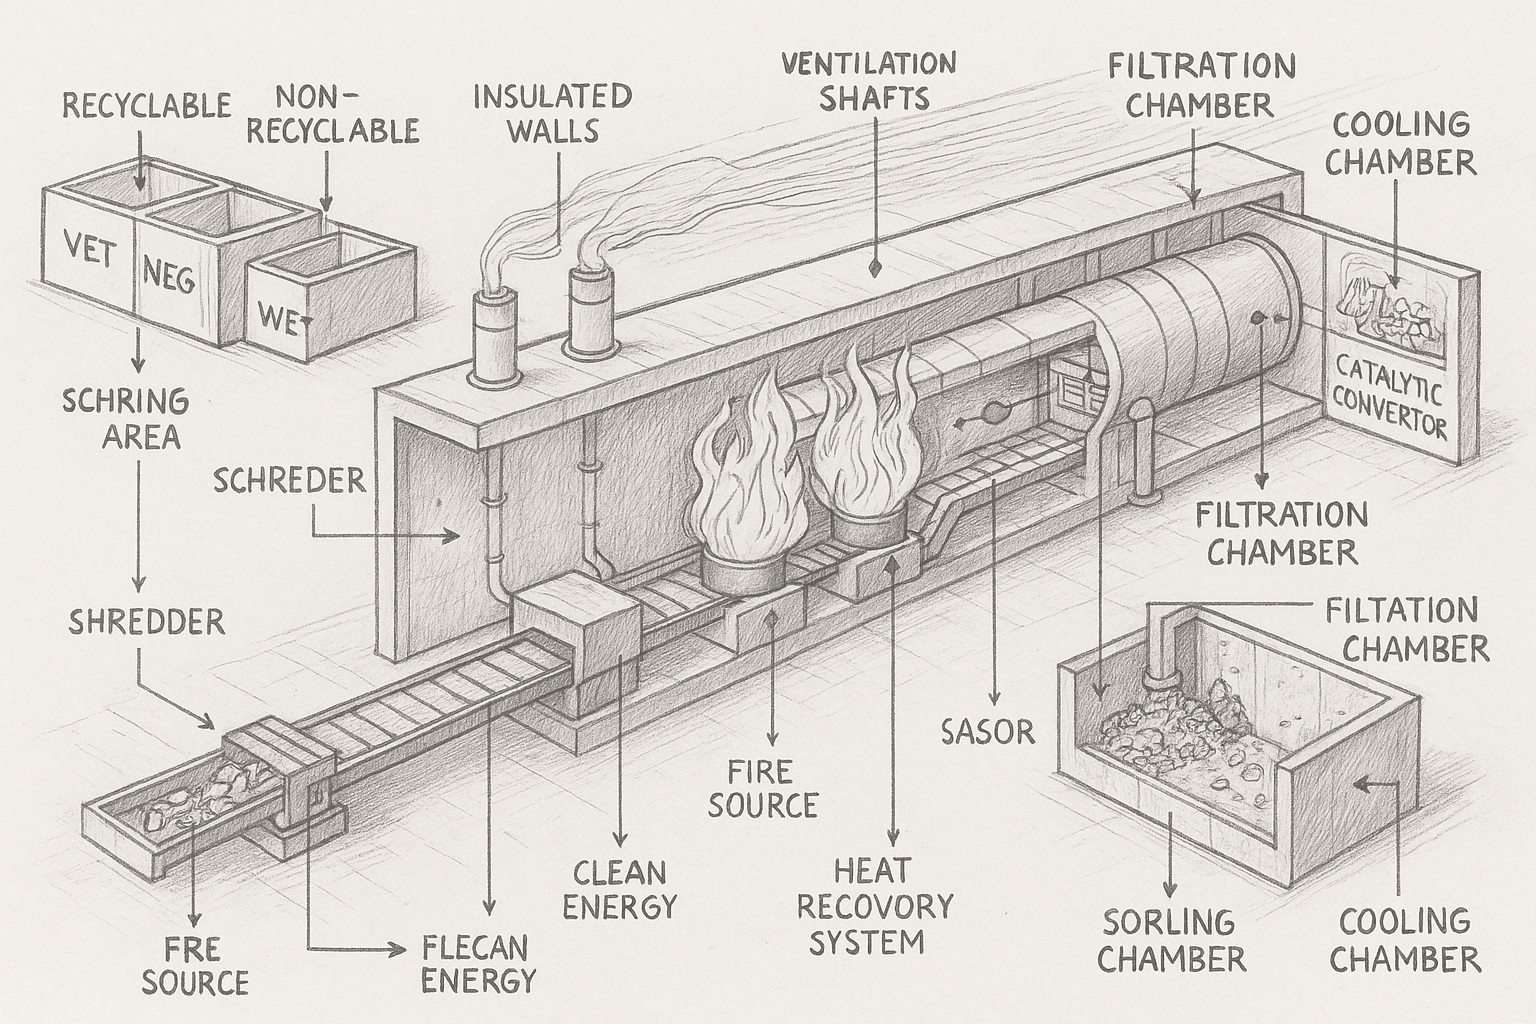 RECYCLABLE
NON-
RECYCLABLE
INSULATED
WALLS
VENTILATION
SHAFTS
FILTRATION
CHAMBER
COOLING
CHAMBER
VET
NEG
WET
SCHRING
AREA
SCHREDER
SHREDDER
CATALYTIC
CONVERTOR
FILTRATION
CHAMBER
FILTATION
CHAMBER
SASOR
FIRE
SOURCE
CLEAN
ENERGY
HEAT
RECOVORY
SYSTEM
FRE
SOURCE
FLECAN
ENERGY
SORLING
CHAMBER
COOLING
CHAMBER